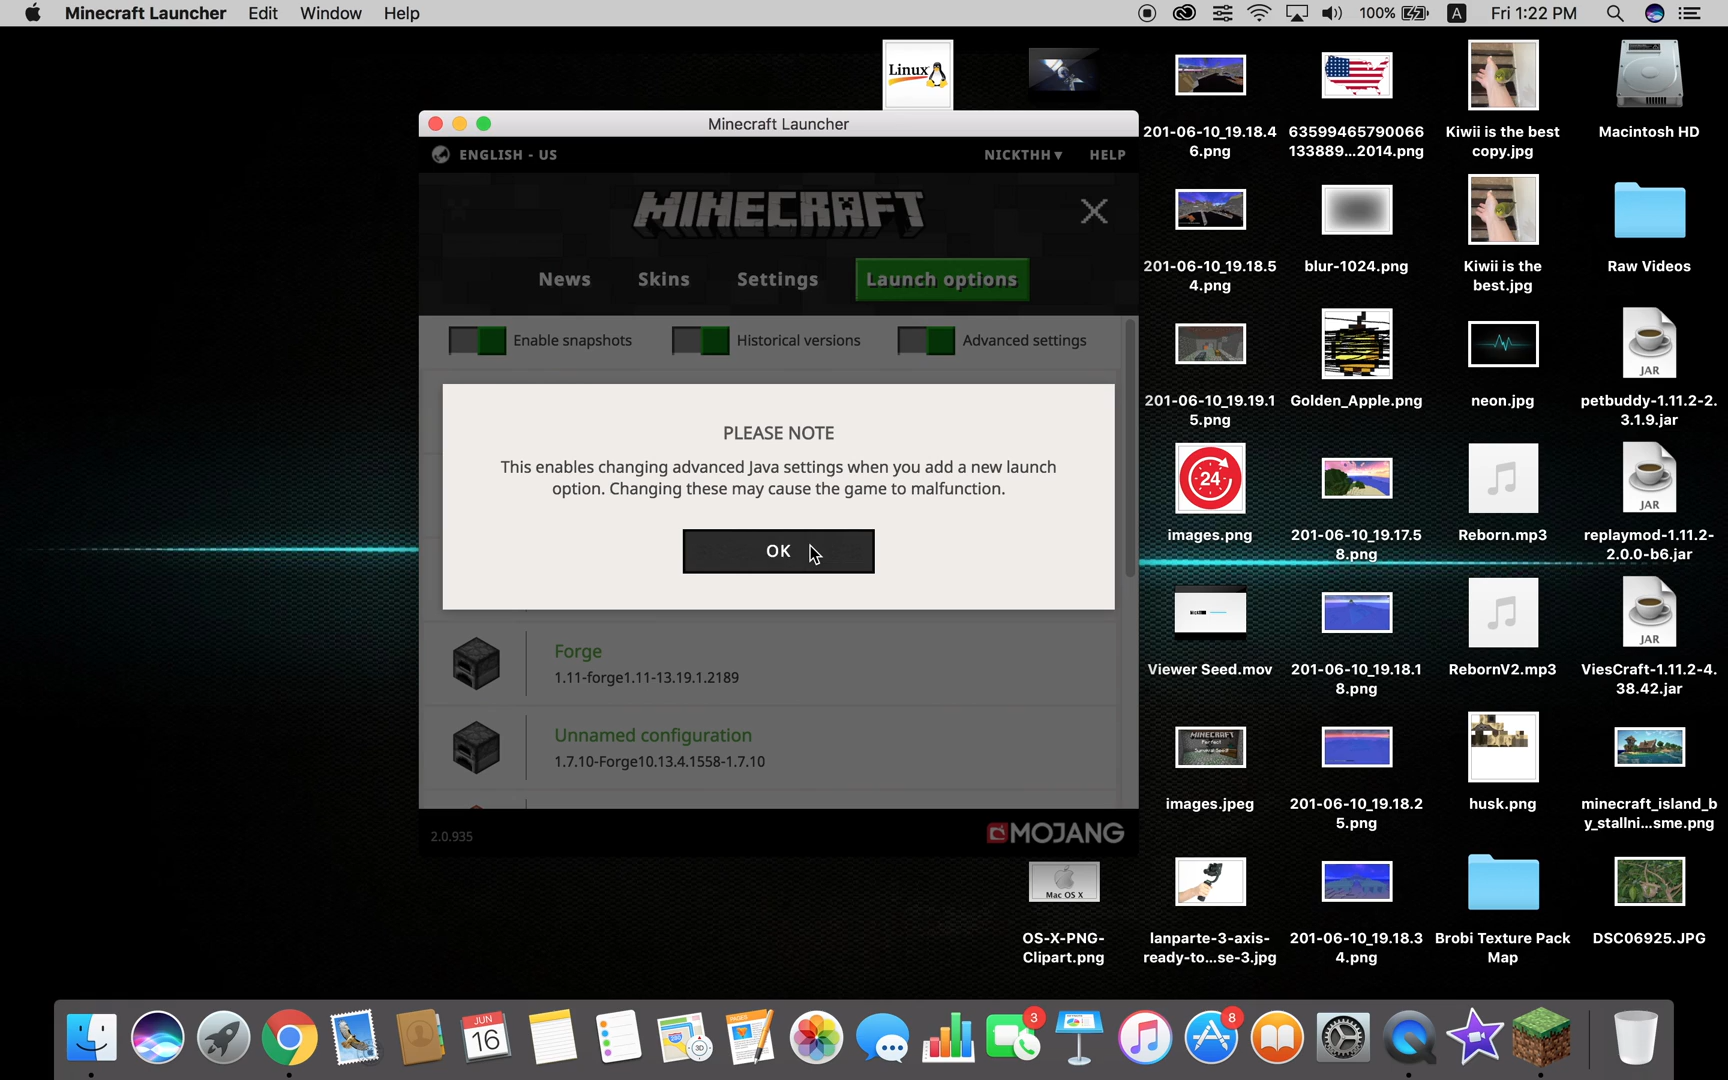 Minecraft Launcher Edit Window Help
100% A Fri 1:22 PM
Linux
Minecraft Launcher
ENGLISH - US
NICKTHH ▾ HELP
MINECRAFT
News Skins Settings Launch options
Enable snapshots Historical versions Advanced settings
PLEASE NOTE
This enables changing advanced Java settings when you add a new launch
option. Changing these may cause the game to malfunction.
OK
Forge
1.11-forge1.11-13.19.1.2189
Unnamed configuration
1.7.10-Forge10.13.4.1558-1.7.10
2.0.935
MOJANG
201-06-10_19.18.4
6.png
63599465790066
133889...2014.png
Kiwii is the best
copy.jpg
Macintosh HD
201-06-10_19.18.5
4.png
blur-1024.png
Kiwii is the
best.jpg
Raw Videos
JAR
201-06-10_19.19.1
5.png
Golden_Apple.png
neon.jpg
petbuddy-1.11.2-2.
3.1.9.jar
24
JAR
images.png
201-06-10_19.17.5
8.png
Reborn.mp3
replaymod-1.11.2-
2.0.0-b6.jar
JAR
Viewer Seed.mov
201-06-10_19.18.1
8.png
RebornV2.mp3
ViesCraft-1.11.2-4.
38.42.jar
MINECRAFT
Perfect
Survival Seed
images.jpeg
201-06-10_19.18.2
5.png
husk.png
minecraft_island_b
y_stallni...sme.png
Mac OS X
OS-X-PNG-
Clipart.png
lanparte-3-axis-
ready-to...se-3.jpg
201-06-10_19.18.3
4.png
Brobi Texture Pack
Map
DSC06925.JPG
JUN
16
3D
PAGES
3
8